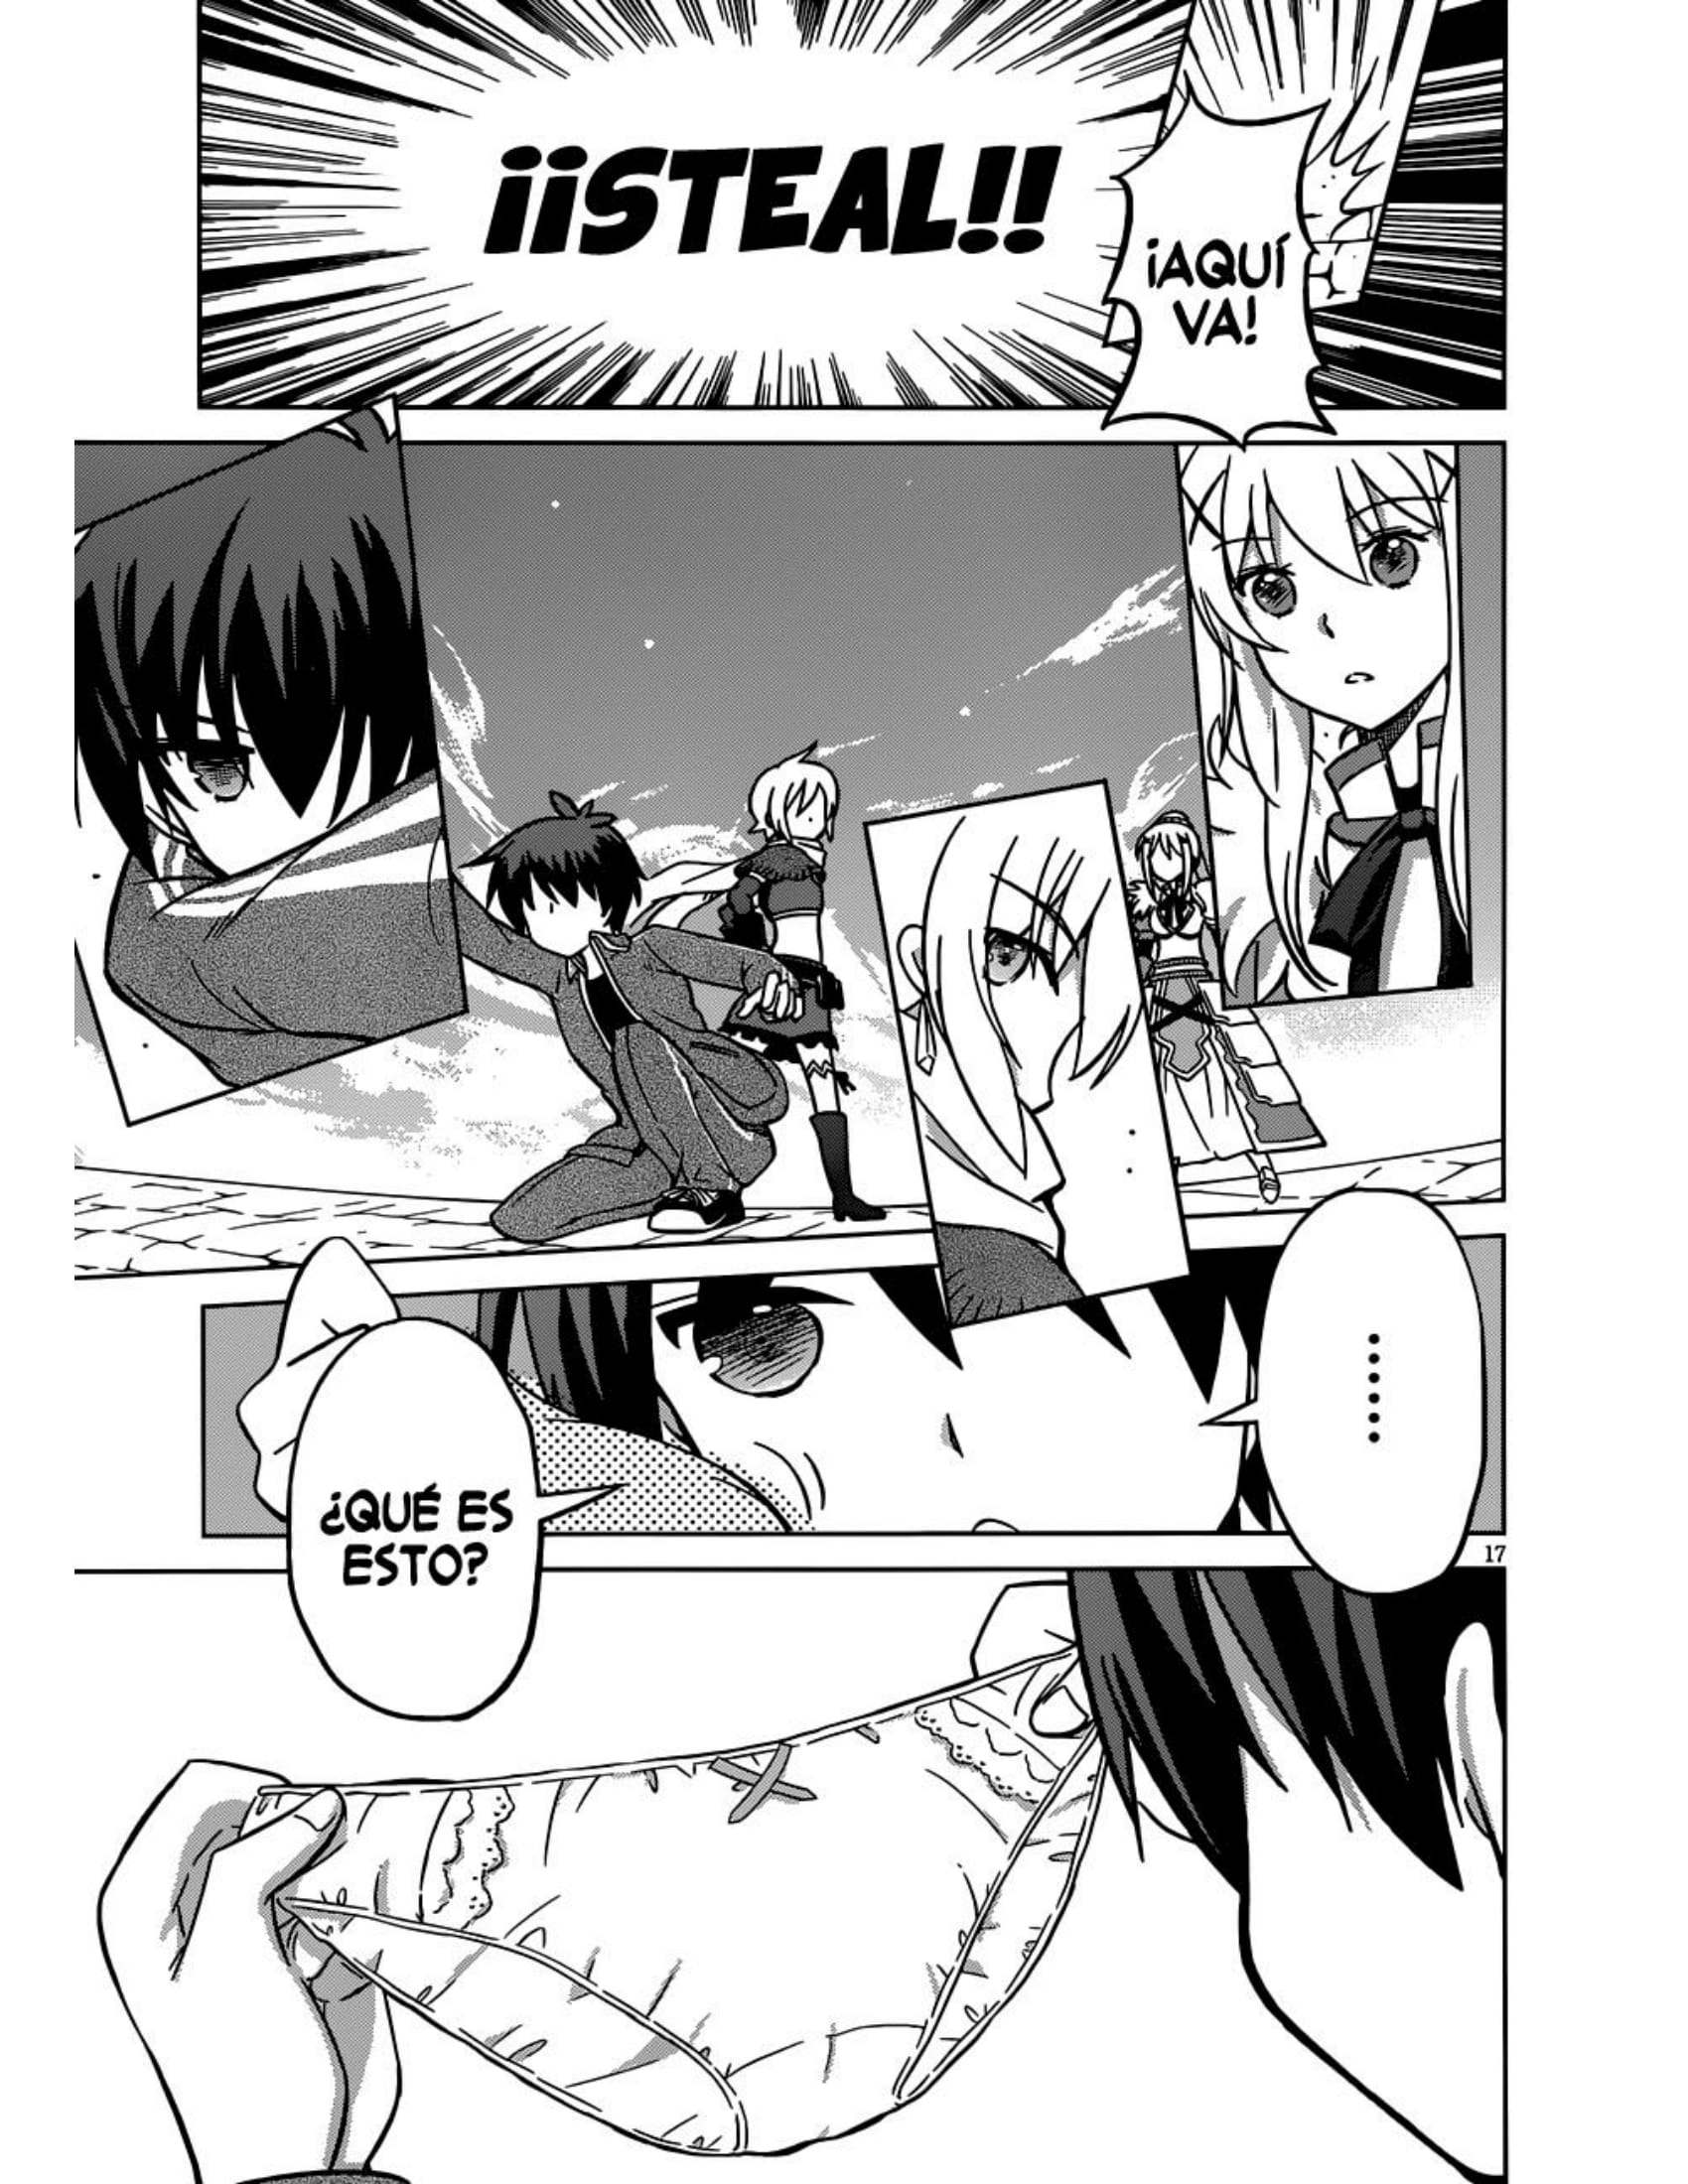 ¡AQUÍ
VA!
¡¡STEAL!!
......
¿QUÉ ES
ESTO?
17